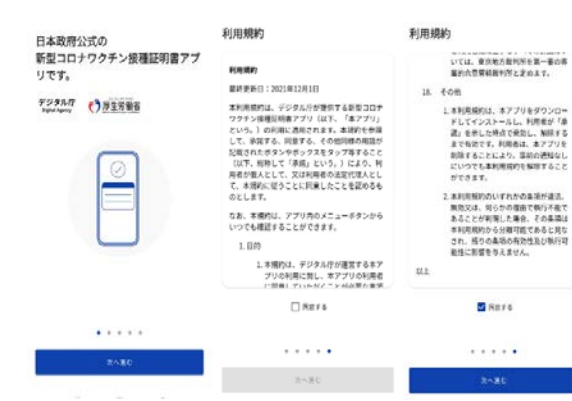 日本政府公式の
新型コロナワクチン接種証明書アプ
リです。
デジタル庁
Digital Agency
厚生労働省
次へ進む
利用規約
利用規約
最終更新日：2021年12月1日
本利用規約は、デジタル庁が提供する新型コロナ
ワクチン接種証明書アプリ（以下、「本アプリ」
という。）の利用に適用されます。本規約を参照
して、承諾する、同意する、その他同様の用語が
記載されたボタンやボックスをタップ等すること
（以下、総称して「承諾」という。）により、利
用者が個人として、又は利用者の法定代理人とし
て、本規約に従うことに同意したことを認めるも
のとします。
なお、本規約は、アプリ内のメニューボタンから
いつでも確認することができます。
1. 目的
1. 本規約は、デジタル庁が運営する本ア
プリの利用に関し、本アプリの利用者
に同意していただくことが必要な事項
同意する
次へ進む
利用規約
いては、東京地方裁判所を第一審の専
属的合意管轄裁判所と定めます。
18. その他
1. 本利用規約は、本アプリをダウンロー
ドしてインストールし、利用者が「承
諾」を示した時点で発効し、解除する
まで有効です。利用者は、本アプリを
削除することにより、事前の通知なし
にいつでも本利用規約を解除すること
ができます。
2. 本利用規約のいずれかの条項が違法、
無効又は、何らかの理由で執行不能で
あることが判明した場合、その条項は
本利用規約から分離可能であると見な
され、残りの条項の有効性及び執行可
能性に影響を与えません。
以上
同意する
次へ進む